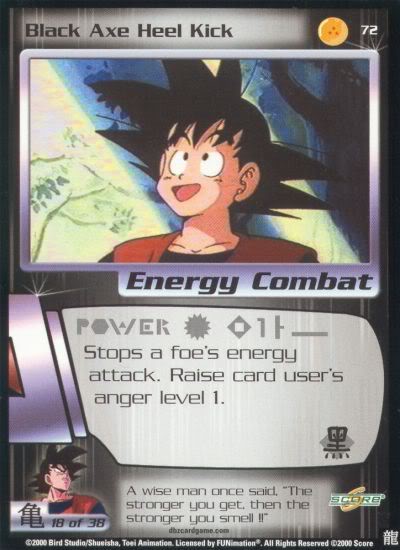 Black Axe Heel Kick
72
Energy Combat
POWER
Stops a foe's energy
attack. Raise card user's
anger level 1.
黒
亀 18 of 38
A wise man once said, "The
stronger you get, then the
stronger you smell !!"
SCORE
dbzcardgame.com
龍
©2000 Bird Studio/Shueisha, Toei Animation. Licensed by FUNimation®. All Rights Reserved ©2000 Score